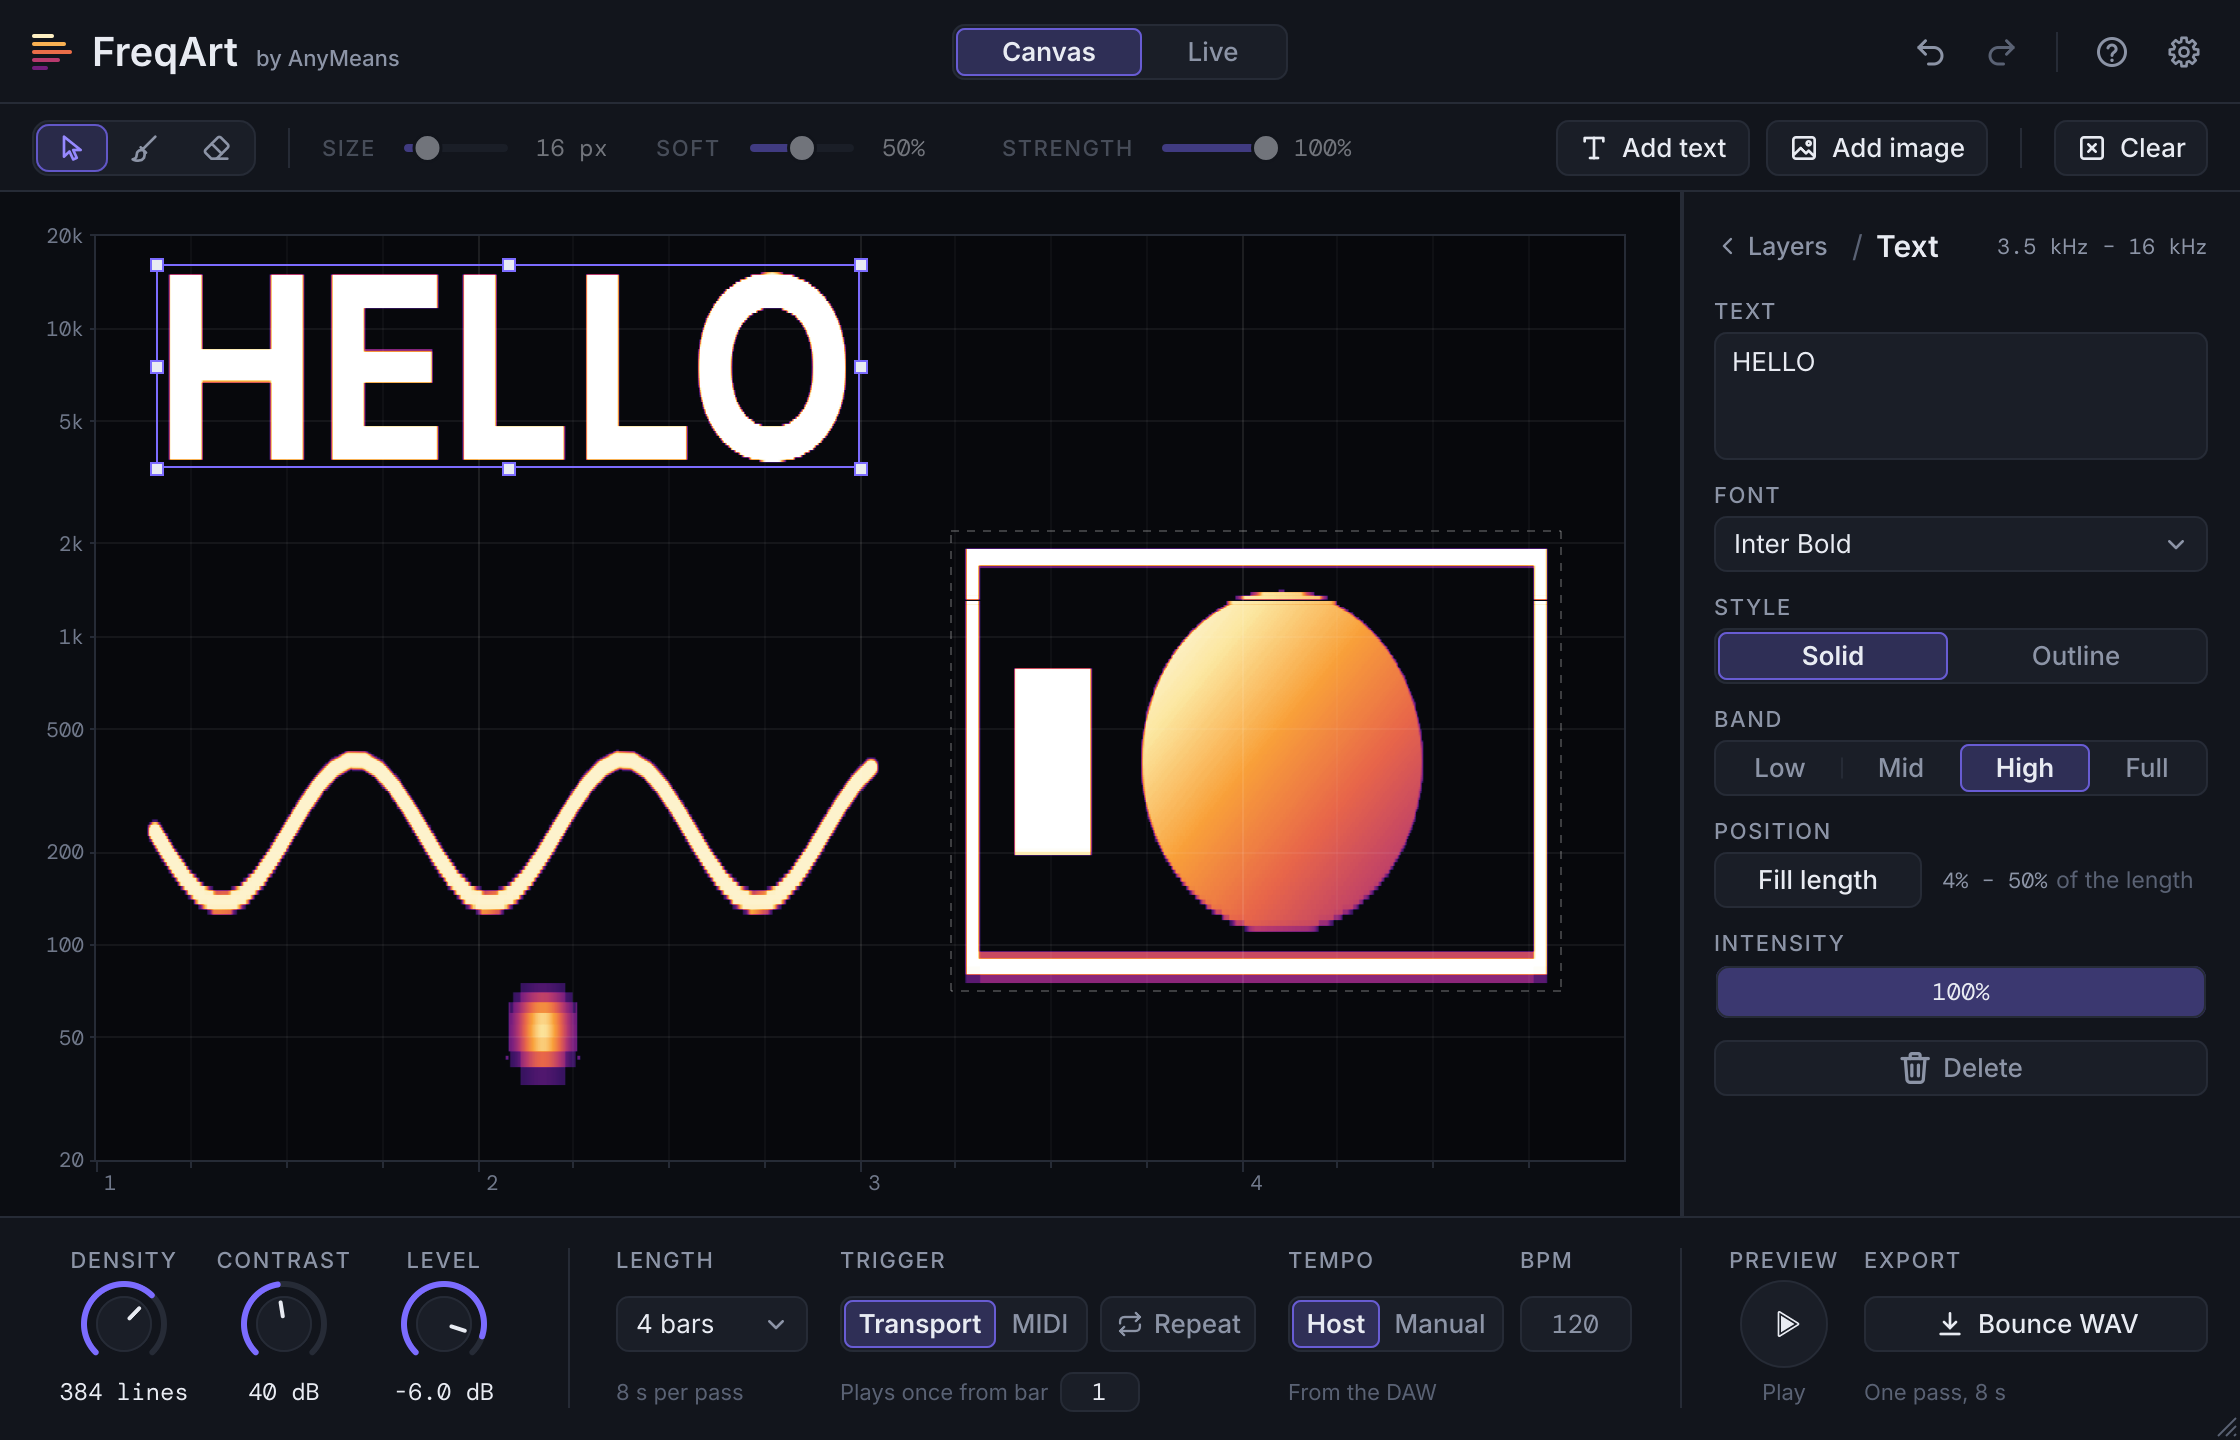 FreqArt by AnyMeans
Canvas Live
SIZE 16 px SOFT 50% STRENGTH 100%
Add text Add image Clear
20k
10k
5k
2k
1k
500
200
100
50
20
1 2 3 4
HELLO
Layers / Text 3.5 kHz – 16 kHz
TEXT
HELLO
FONT
Inter Bold
STYLE
Solid Outline
BAND
Low Mid High Full
POSITION
Fill length 4% – 50% of the length
INTENSITY
100%
Delete
DENSITY CONTRAST LEVEL LENGTH TRIGGER TEMPO BPM PREVIEW EXPORT
4 bars Transport MIDI Repeat Host Manual 120 Bounce WAV
384 lines 40 dB -6.0 dB 8 s per pass Plays once from bar 1 From the DAW Play One pass, 8 s